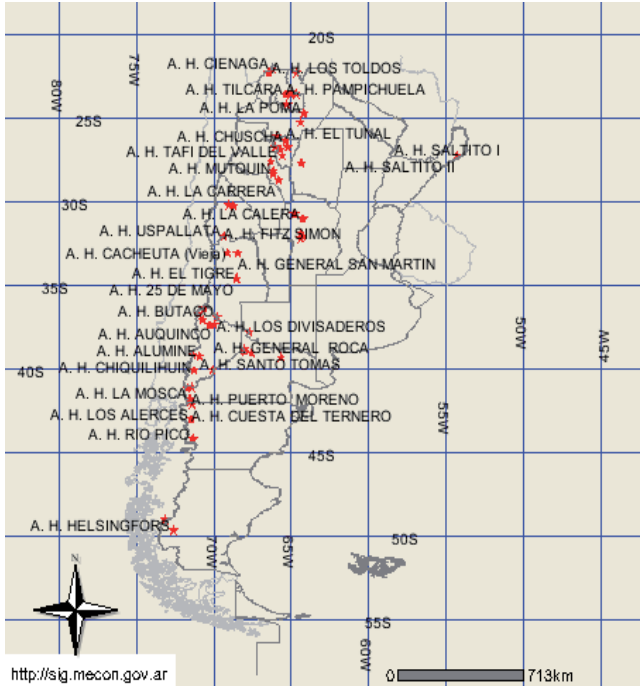 20S
75W
80W
A. H. CIENAGA
A. H. LOS TOLDOS
A. H. TILCARA
A. H. PAMPICHUELA
A. H. LA POMA
25S
A. H. CHUSCHA
A. H. EL TUNAL
A. H. SALTITO I
A. H. TAFI DEL VALLE
A. H. SALTITO II
A. H. MUTQUIN
A. H. LA CARRERA
30S
A. H. LA CALERA
A. H. USPALLATA
A. H. FITZ SIMON
A. H. CACHEUTA (Vieja)
A. H. GENERAL SAN MARTIN
A. H. EL TIGRE
35S
A. H. 25 DE MAYO
A. H. BUTACO
A. H. LOS DIVISADEROS
A. H. AUQUINCO
50W
45W
A. H. GENERAL ROCA
A. H. ALUMINE
A. H. SANTO TOMAS
A. H. CHIQUILIHUIN
40S
A. H. LA MOSCA
A. H. PUERTO MORENO
55W
A. H. LOS ALERCES
A. H. CUESTA DEL TERNERO
A. H. RIO PICO
45S
A. H. HELSINGFORS
50S
70W
65W
N
55S
60W
http://sig.mecon.gov.ar
0
713km